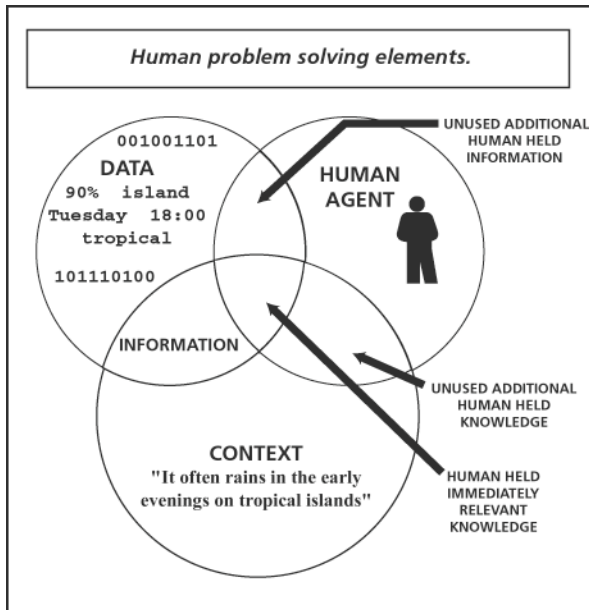 Human problem solving elements.
001001101
DATA
90% island
Tuesday 18:00
tropical
101110100
HUMAN
AGENT
UNUSED ADDITIONAL
HUMAN HELD
INFORMATION
INFORMATION
UNUSED ADDITIONAL
HUMAN HELD
KNOWLEDGE
CONTEXT
"It often rains in the early
evenings on tropical islands"
HUMAN HELD
IMMEDIATELY
RELEVANT
KNOWLEDGE